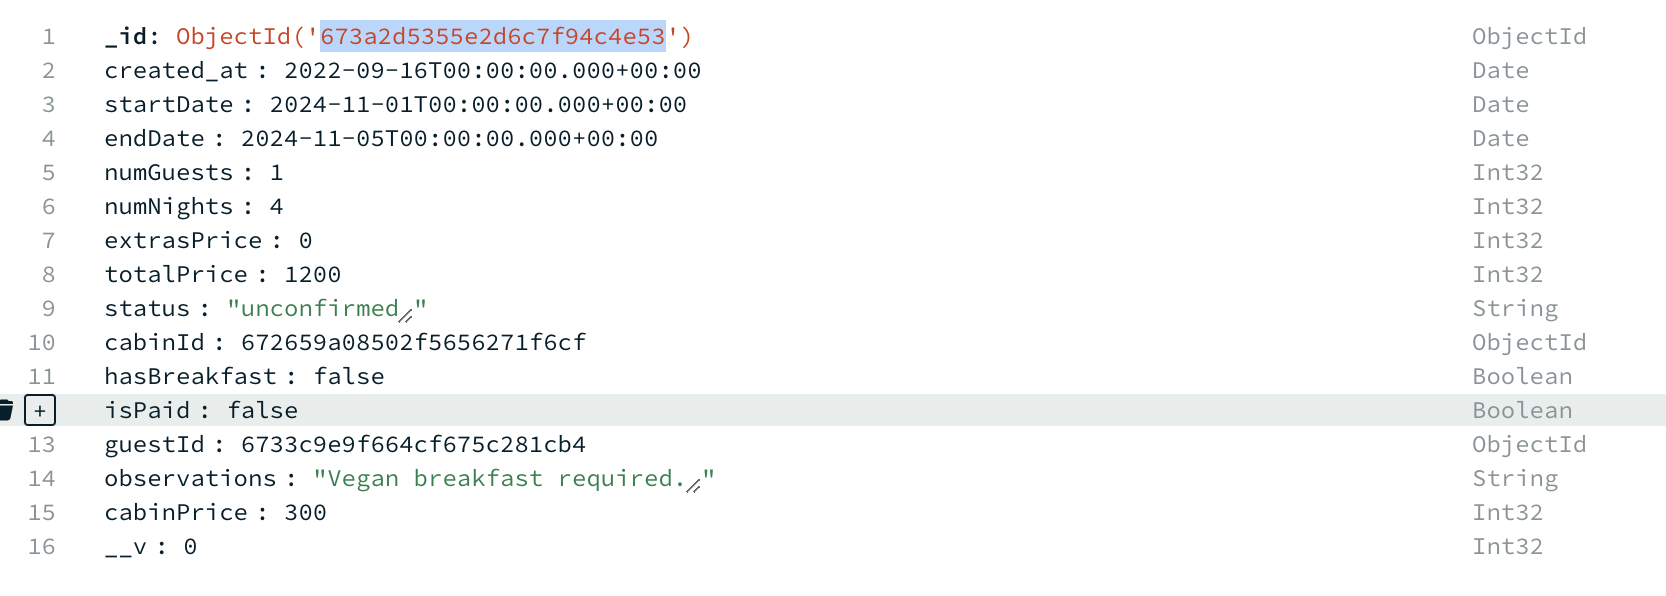 1 _id: ObjectId('673a2d5355e2d6c7f94c4e53') ObjectId
2 created_at : 2022-09-16T00:00:00.000+00:00 Date
3 startDate : 2024-11-01T00:00:00.000+00:00 Date
4 endDate : 2024-11-05T00:00:00.000+00:00 Date
5 numGuests : 1 Int32
6 numNights : 4 Int32
7 extrasPrice : 0 Int32
8 totalPrice : 1200 Int32
9 status : "unconfirmed" String
10 cabinId : 672659a08502f5656271f6cf ObjectId
11 hasBreakfast : false Boolean
+ isPaid : false Boolean
13 guestId : 6733c9e9f664cf675c281cb4 ObjectId
14 observations : "Vegan breakfast required." String
15 cabinPrice : 300 Int32
16 __v : 0 Int32